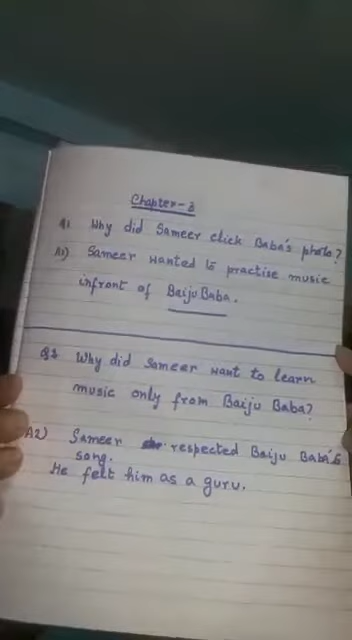 Chapter-3
Q1 Why did Sameer click Baba's photo?
A1) Sameer wanted to practise music
infront of Baiju Baba.
Q2 Why did Sameer want to learn
music only from Baiju Baba?
A2) Sameer respected Baiju Baba's
song.
He felt him as a guru.